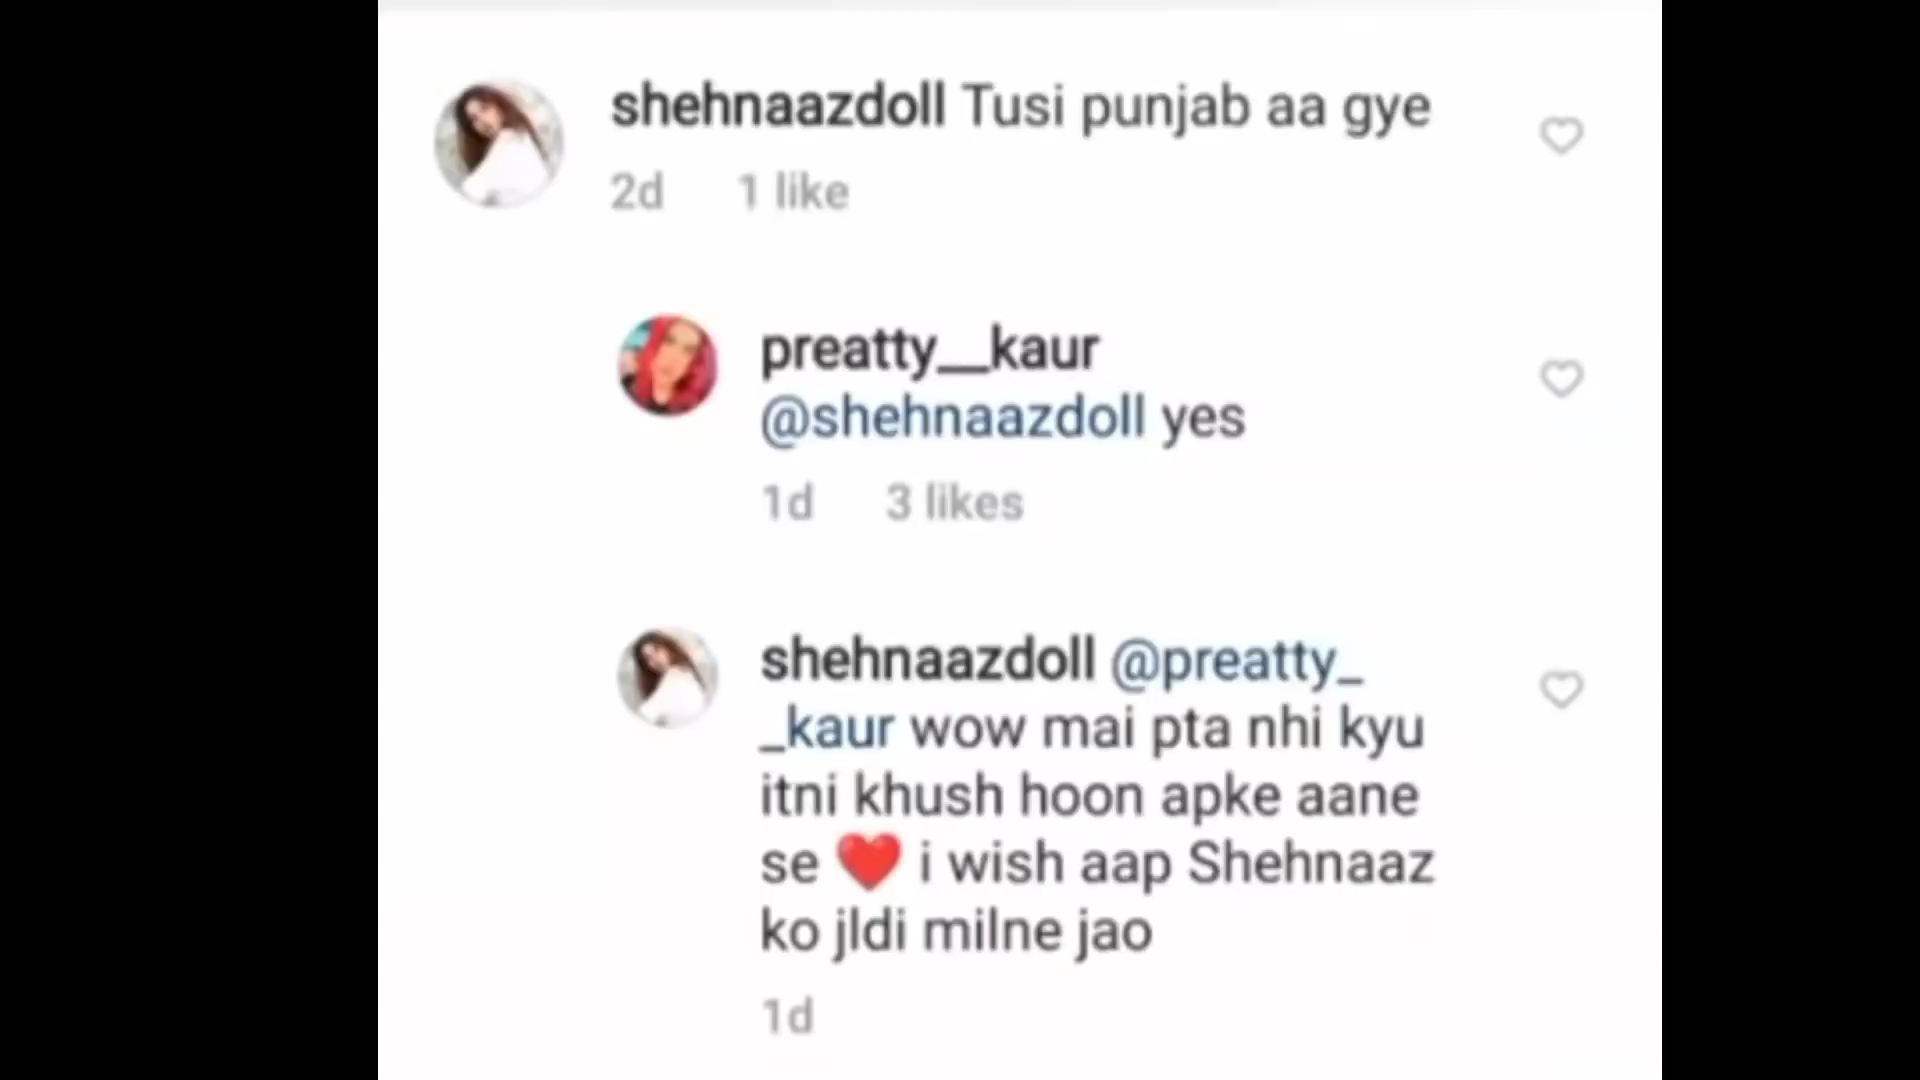 shehnaazdoll Tusi punjab aa gye
2d 1 like
preatty__kaur
@shehnaazdoll yes
1d 3 likes
shehnaazdoll @preatty_
_kaur wow mai pta nhi kyu
itni khush hoon apke aane
se ❤️ i wish aap Shehnaaz
ko jldi milne jao
1d